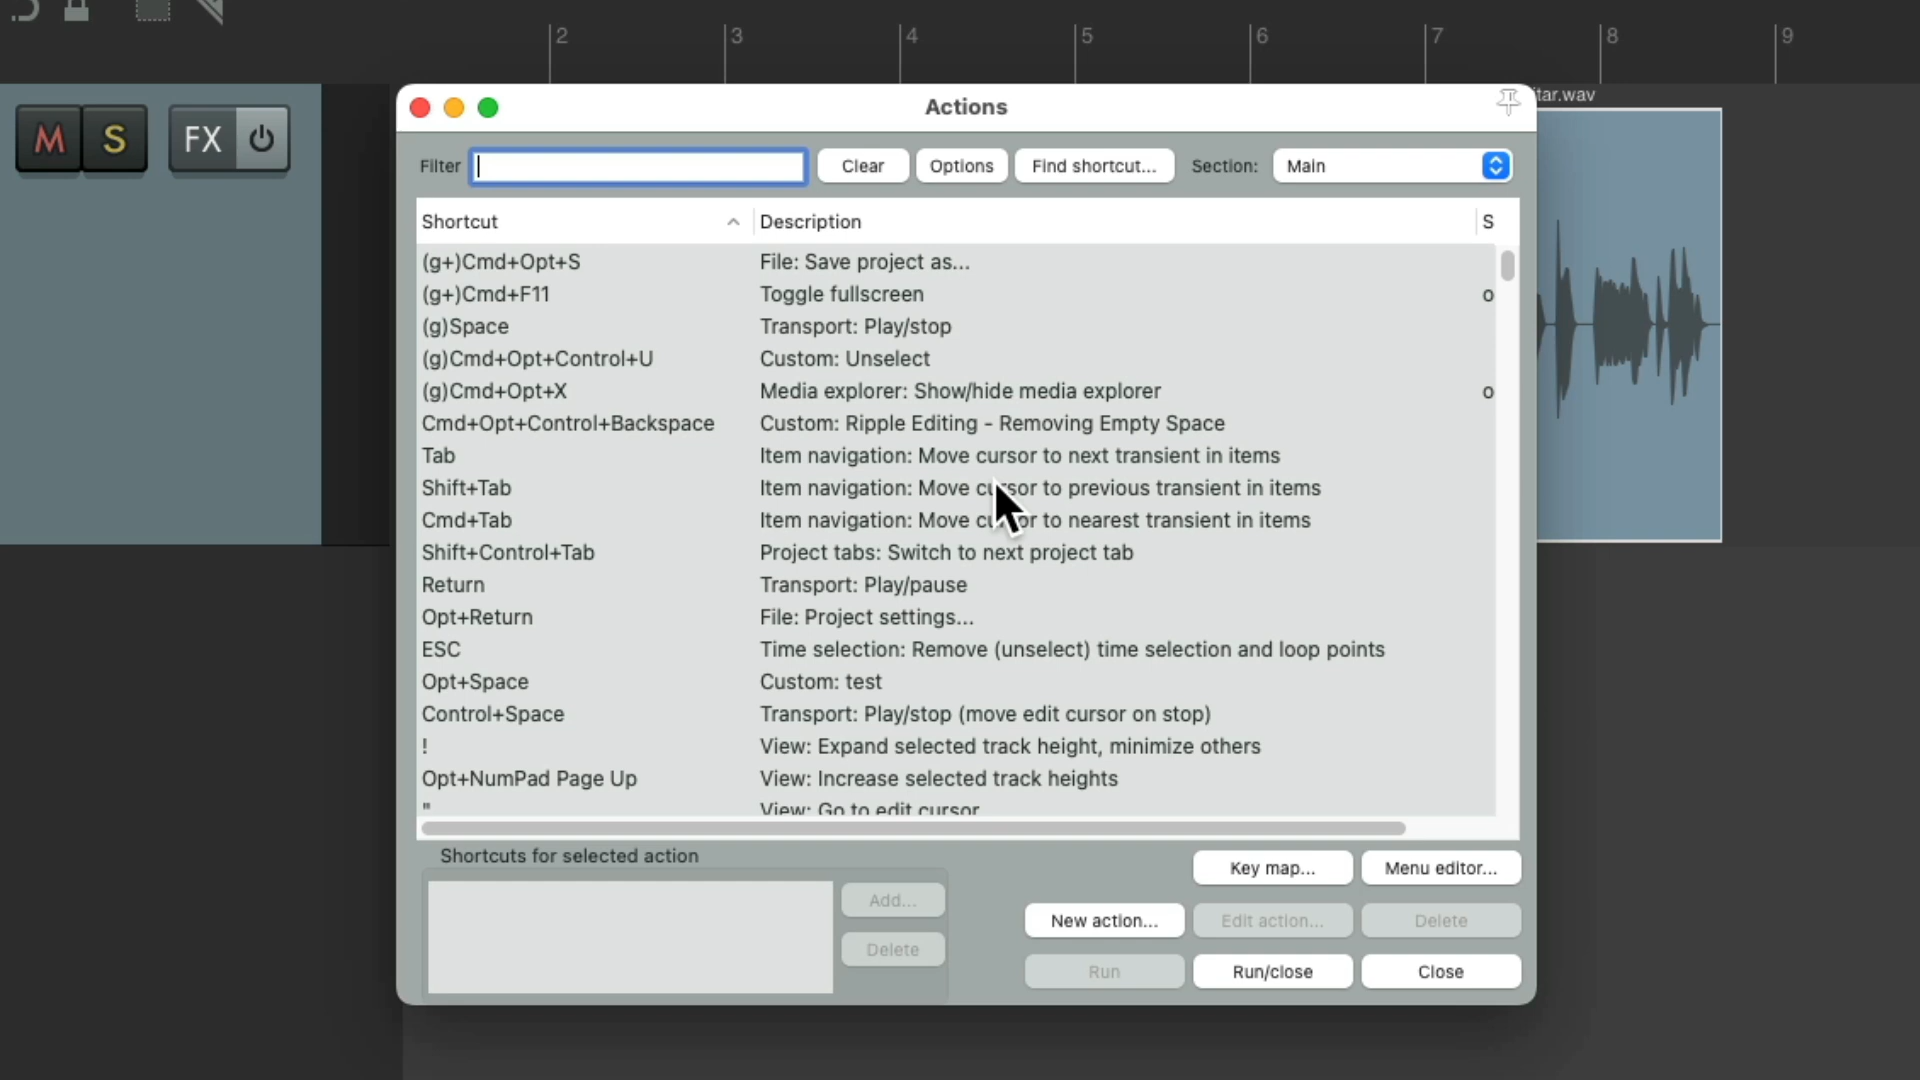 2 3 4 5 6 7 8 9
M S FX
Actions
itar.wav
Filter Clear Options Find shortcut... Section: Main
Shortcut Description S
(g+)Cmd+Opt+S File: Save project as...
(g+)Cmd+F11 Toggle fullscreen o
(g)Space Transport: Play/stop
(g)Cmd+Opt+Control+U Custom: Unselect
(g)Cmd+Opt+X Media explorer: Show/hide media explorer o
Cmd+Opt+Control+Backspace Custom: Ripple Editing - Removing Empty Space
Tab Item navigation: Move cursor to next transient in items
Shift+Tab Item navigation: Move cursor to previous transient in items
Cmd+Tab Item navigation: Move cursor to nearest transient in items
Shift+Control+Tab Project tabs: Switch to next project tab
Return Transport: Play/pause
Opt+Return File: Project settings...
ESC Time selection: Remove (unselect) time selection and loop points
Opt+Space Custom: test
Control+Space Transport: Play/stop (move edit cursor on stop)
! View: Expand selected track height, minimize others
Opt+NumPad Page Up View: Increase selected track heights
" View: Go to edit cursor
Shortcuts for selected action
Key map... Menu editor...
Add... New action... Edit action... Delete
Delete Run Run/close Close